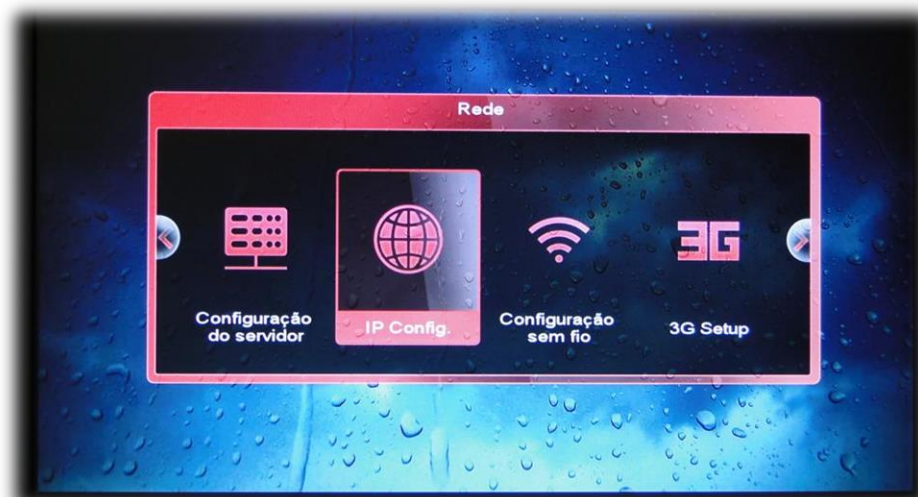 Rede
Configuração
do servidor
IP Config.
Configuração
sem fio
3G
3G Setup